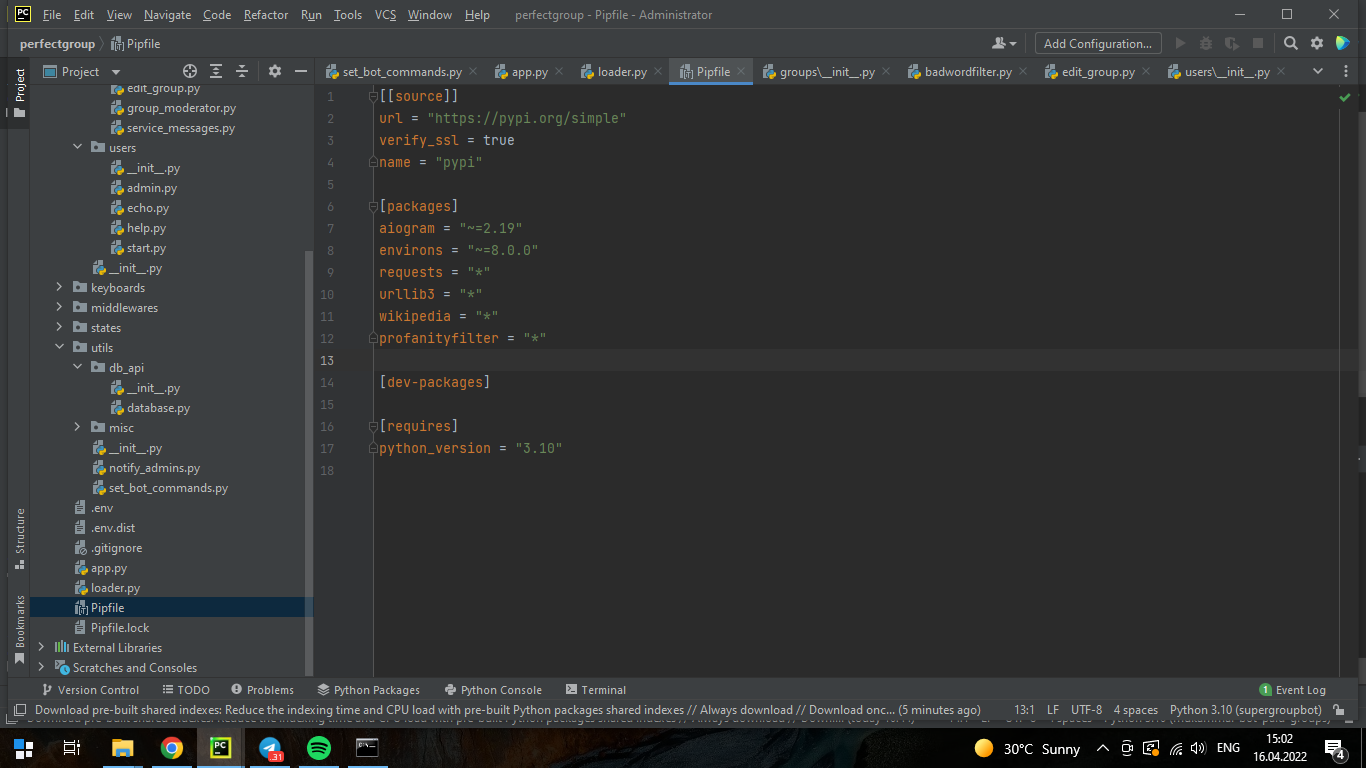 PC File Edit View Navigate Code Refactor Run Tools VCS Window Help perfectgroup - Pipfile - Administrator
perfectgroup Pipfile Add Configuration...
Project
Project set_bot_commands.py app.py loader.py Pipfile groups\__init__.py badwordfilter.py edit_group.py users\__init__.py
edit_group.py
group_moderator.py
service_messages.py
users
__init__.py
admin.py
echo.py
help.py
start.py
__init__.py
keyboards
middlewares
states
utils
db_api
__init__.py
database.py
misc
__init__.py
notify_admins.py
set_bot_commands.py
.env
.env.dist
.gitignore
app.py
loader.py
Pipfile
Pipfile.lock
External Libraries
Scratches and Consoles
Structure
Bookmarks
1 [[source]]
2 url = "https://pypi.org/simple"
3 verify_ssl = true
4 name = "pypi"
5
6 [packages]
7 aiogram = "~=2.19"
8 environs = "~=8.0.0"
9 requests = "*"
10 urllib3 = "*"
11 wikipedia = "*"
12 profanityfilter = "*"
13
14 [dev-packages]
15
16 [requires]
17 python_version = "3.10"
18
Version Control TODO Problems Python Packages Python Console Terminal 1 Event Log
Download pre-built shared indexes: Reduce the indexing time and CPU load with pre-built Python packages shared indexes // Always download // Download onc... (5 minutes ago) 13:1 LF UTF-8 4 spaces Python 3.10 (supergroupbot)
PC 31 30°C Sunny ENG 15:02
16.04.2022 4